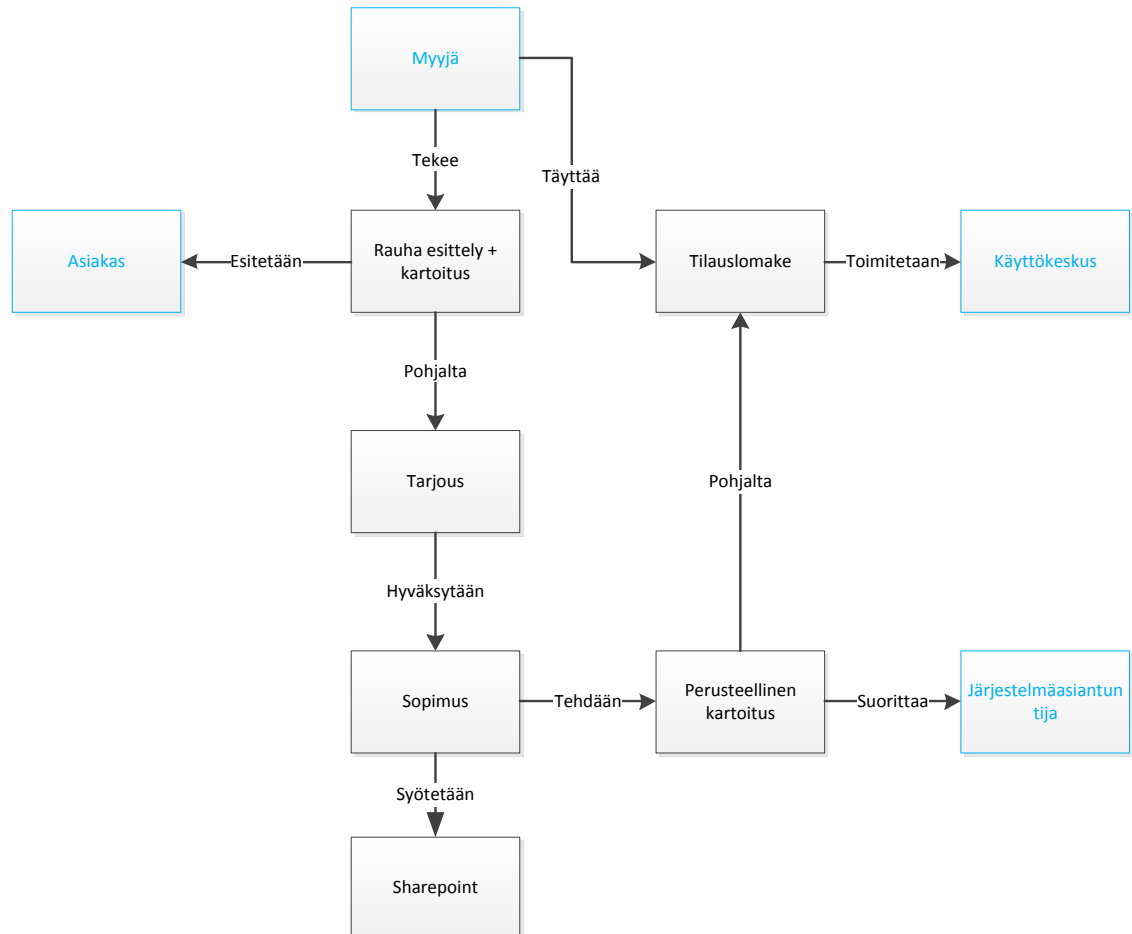 Myyjä
Tekee
Täyttää
Asiakas
Esitetään
Rauha esittely +
kartoitus
Tilauslomake
Toimitetaan
Käyttökeskus
Pohjalta
Tarjous
Pohjalta
Hyväksytään
Sopimus
Tehdään
Perusteellinen
kartoitus
Suorittaa
Järjestelmäasiantun
tija
Syötetään
Sharepoint